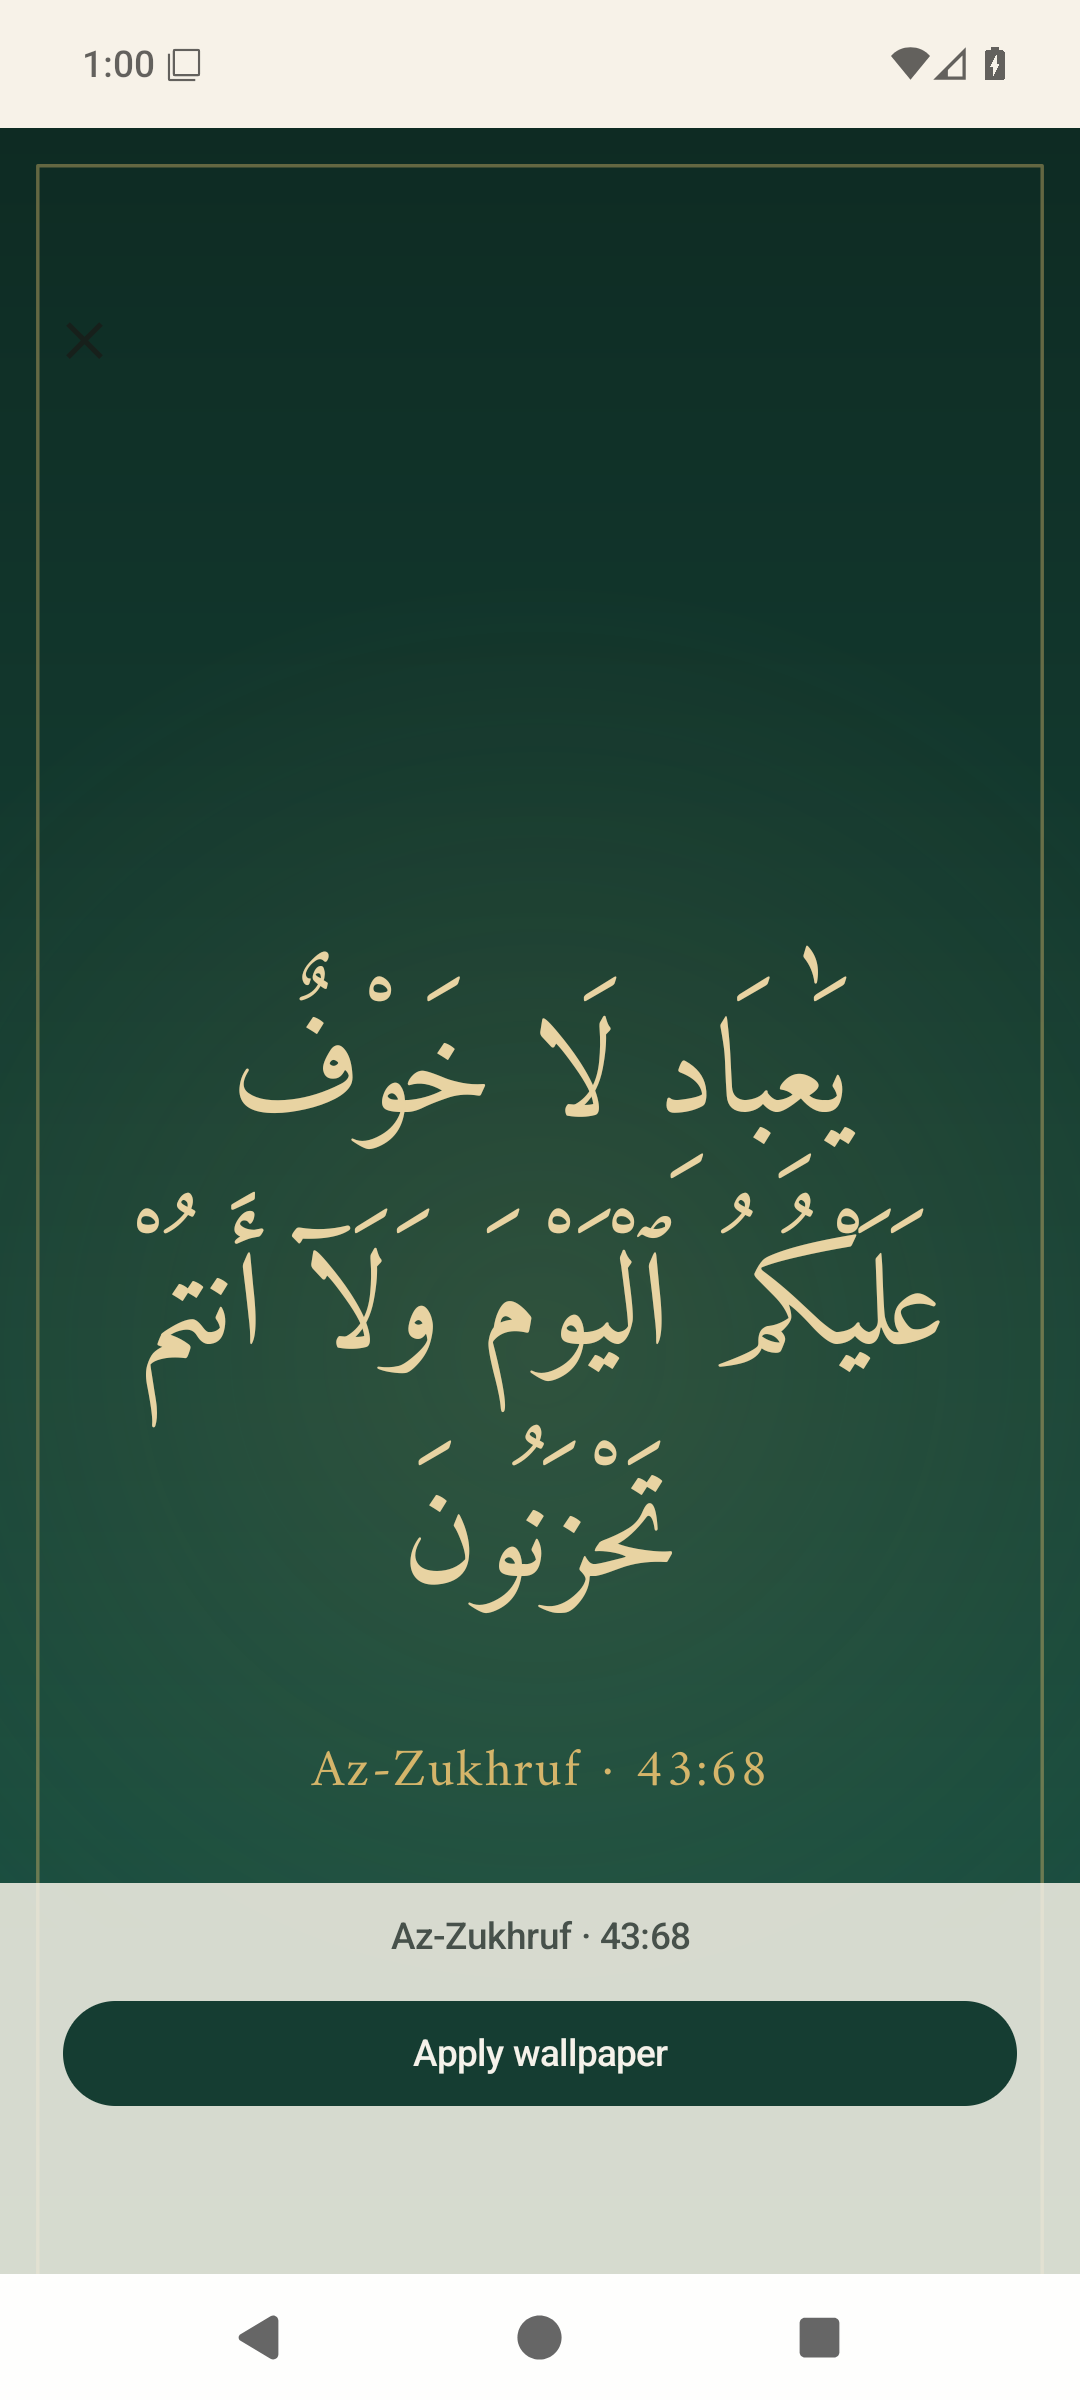 1:00
يَٰعِبَادِ لَا خَوْفٌ
عَلَيْكُمُ ٱلْيَوْمَ وَلَآ أَنتُمْ
تَحْزَنُونَ
Az-Zukhruf · 43:68
Az-Zukhruf · 43:68
Apply wallpaper